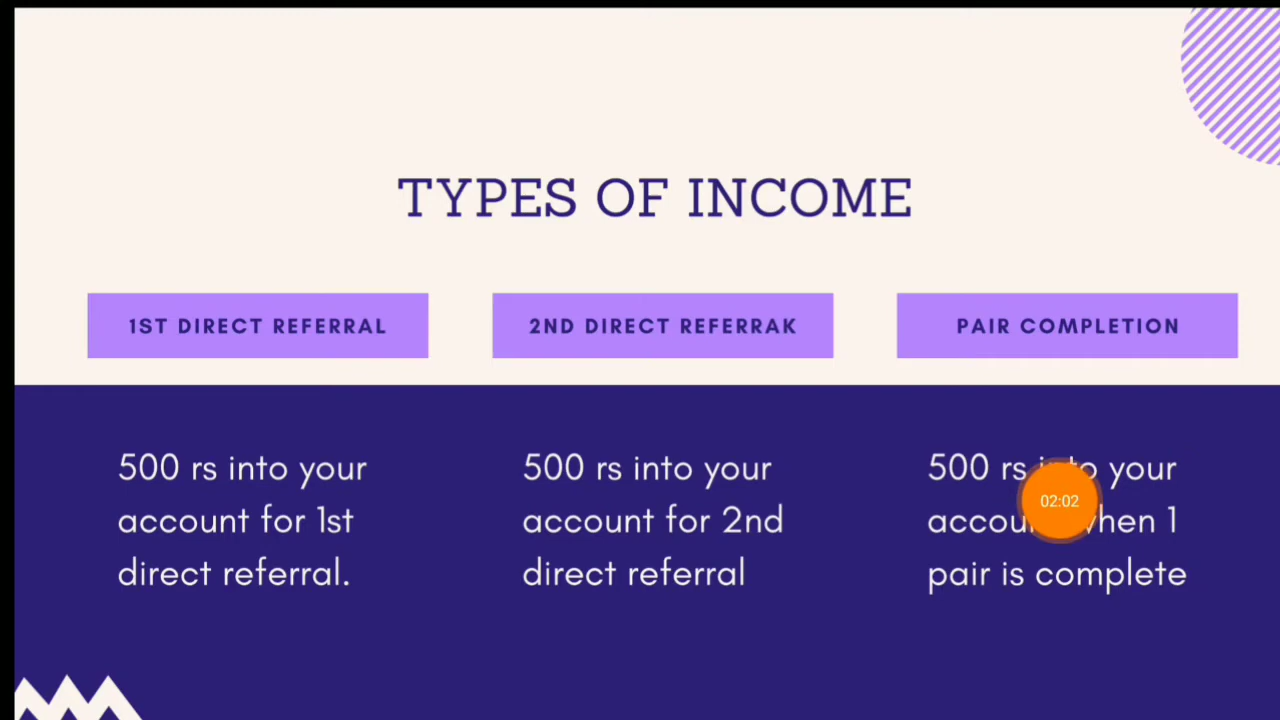 TYPES OF INCOME
1ST DIRECT REFERRAL
2ND DIRECT REFERRAK
PAIR COMPLETION
500 rs into your
account for 1st
direct referral.
500 rs into your
account for 2nd
direct referral
500 rs into your
02:02
when 1
pair is complete